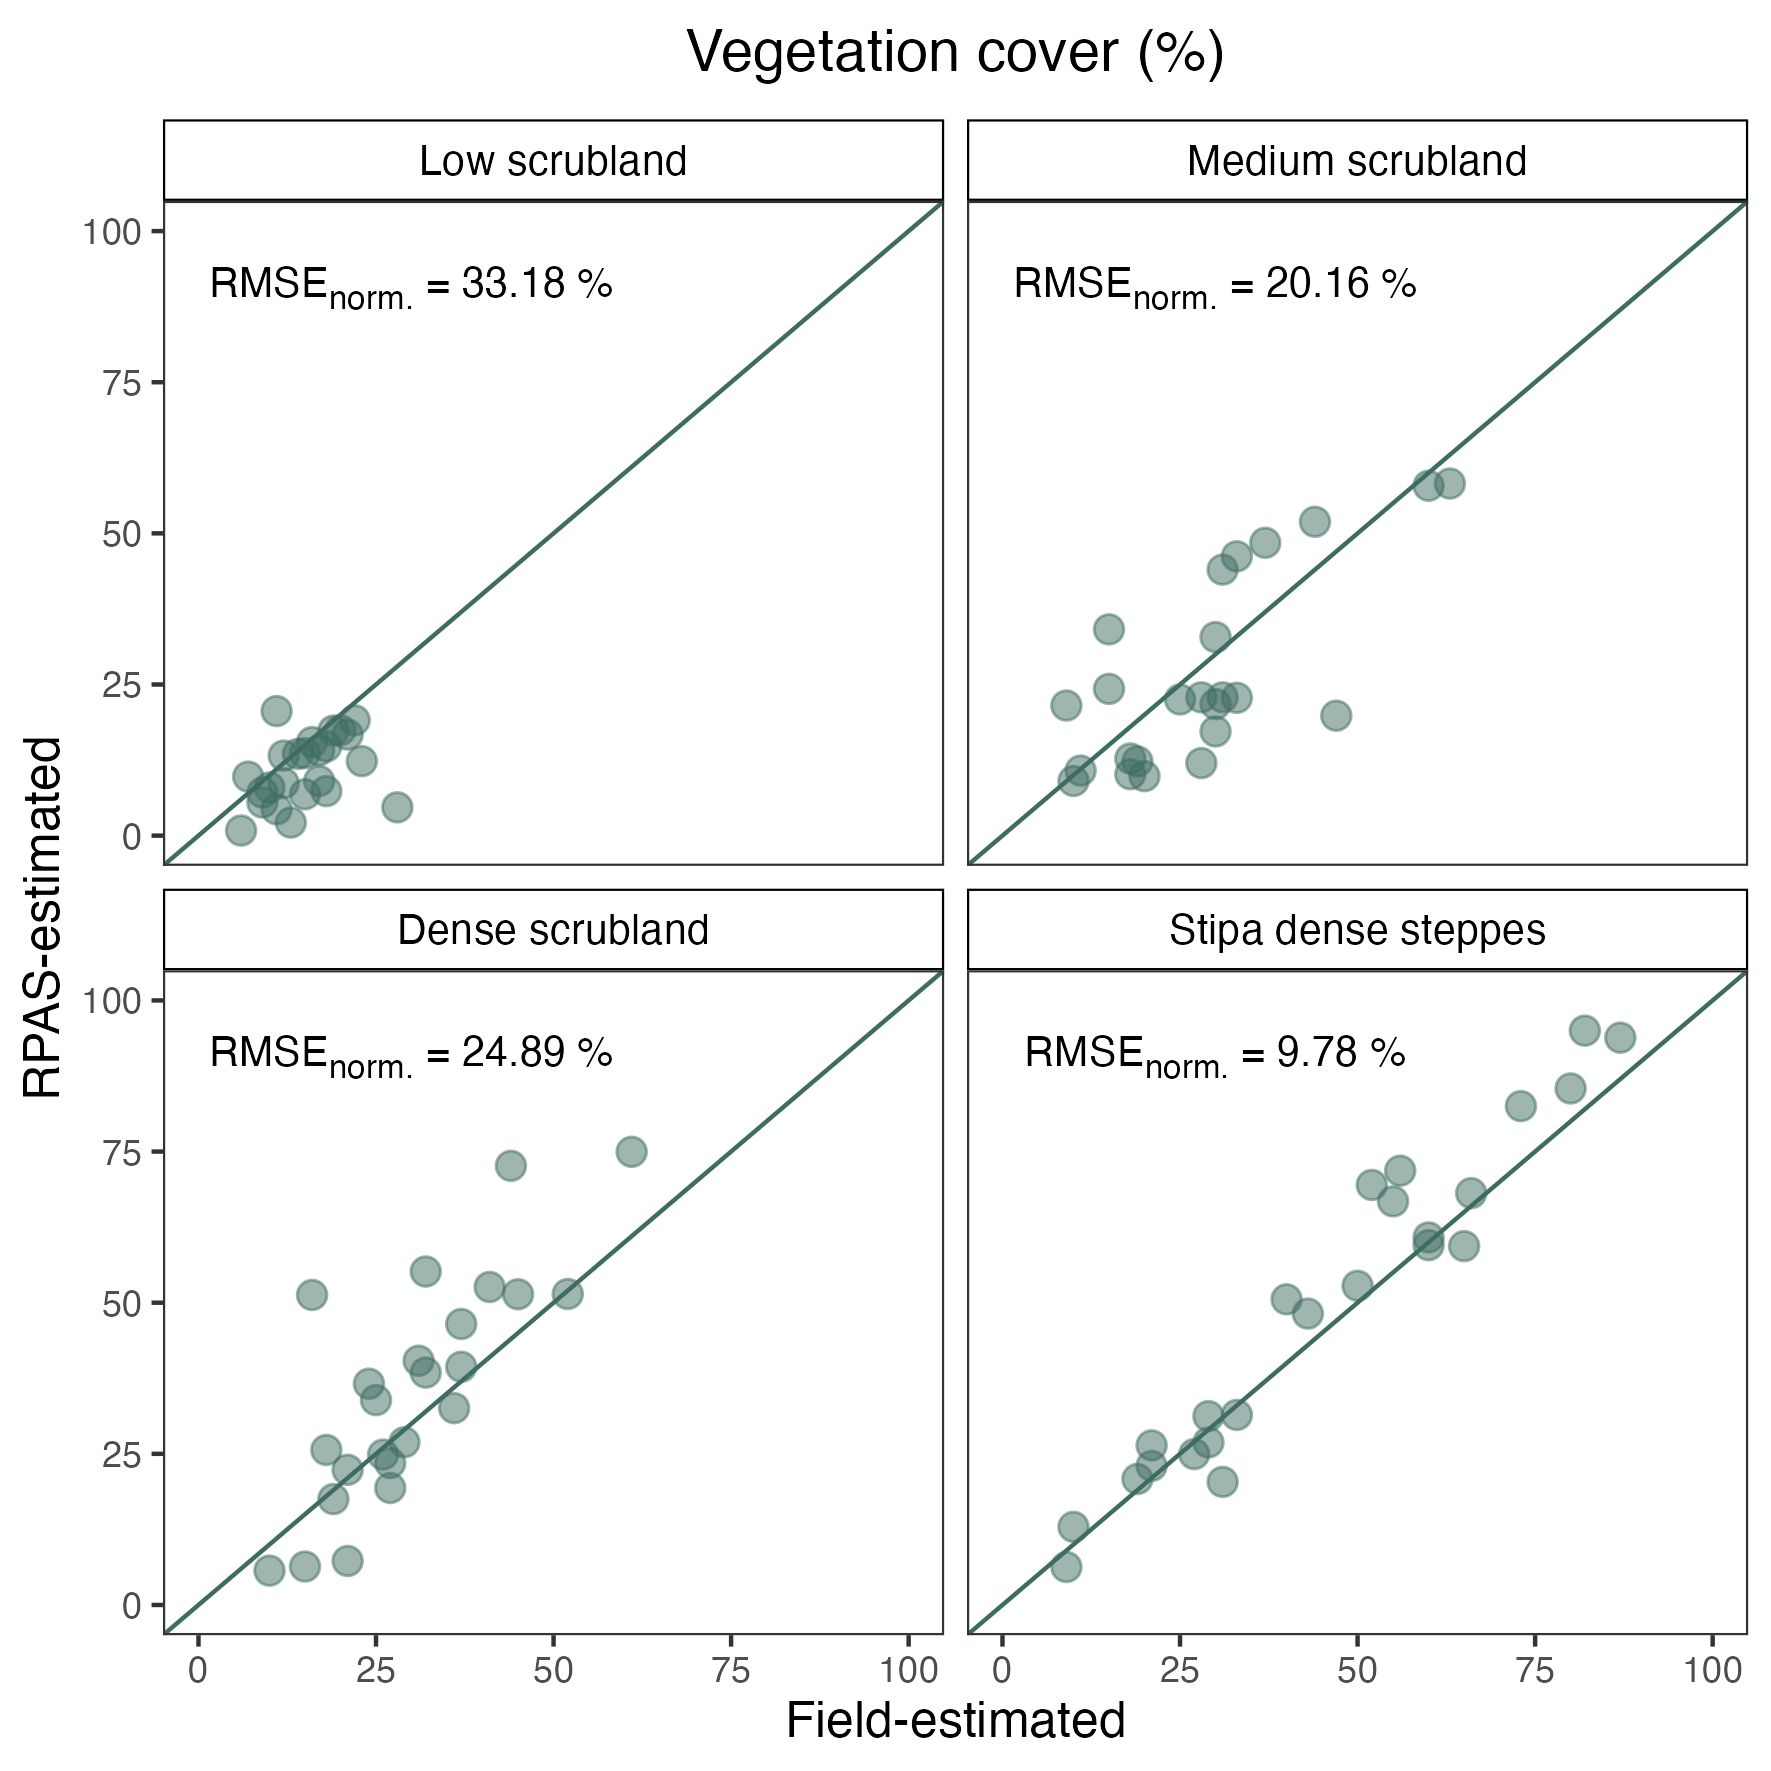 Vegetation cover (%)
Low scrubland
Medium scrubland
RMSEnorm. = 33.18 %
RMSEnorm. = 20.16 %
100
75
50
25
0
Dense scrubland
Stipa dense steppes
RMSEnorm. = 24.89 %
RMSEnorm. = 9.78 %
100
75
50
25
0
0 25 50 75 100
0 25 50 75 100
RPAS-estimated
Field-estimated